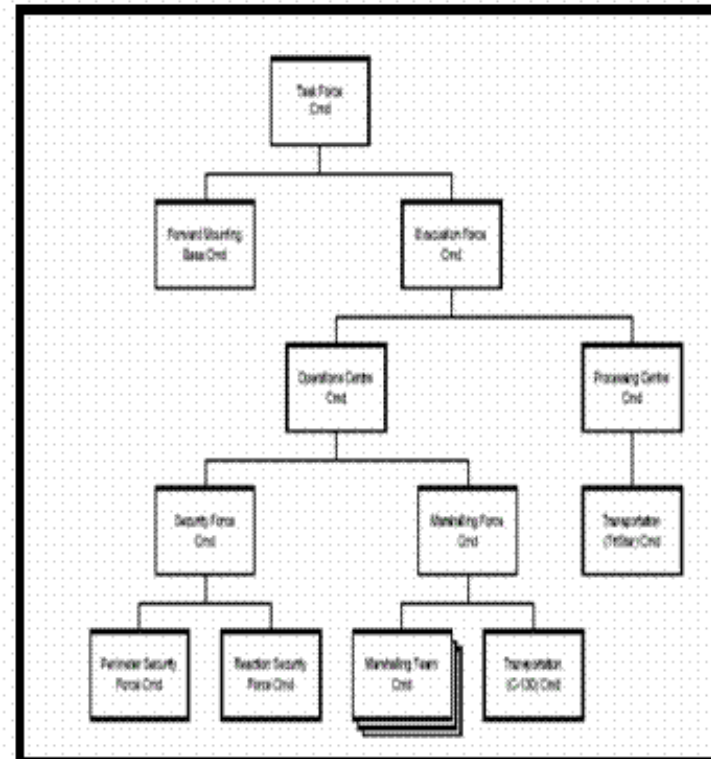 Task Force
Cmd
Forward Mounting
Base Cmd
Evacuation Force
Cmd
Operations Centre
Cmd
Processing Centre
Cmd
Security Force
Cmd
Marshalling Force
Cmd
Transportation
(TriStar) Cmd
Perimeter Security
Force Cmd
Reaction Security
Force Cmd
Marshalling Team
Cmd
Transportation
(C-130) Cmd